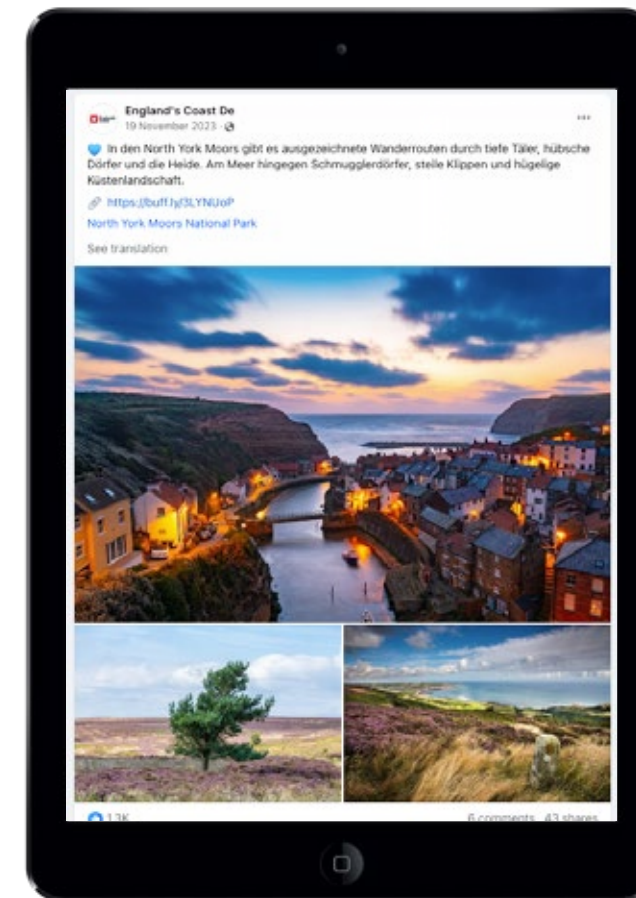 England's Coast De
19 November 2023 ·
In den North York Moors gibt es ausgezeichnete Wanderrouten durch tiefe Täler, hübsche
Dörfer und die Heide. Am Meer hingegen Schmugglerdörfer, steile Klippen und hügelige
Küstenlandschaft.
https://buff.ly/3LYNUoP
North York Moors National Park
See translation
1.3K 6 comments 43 shares